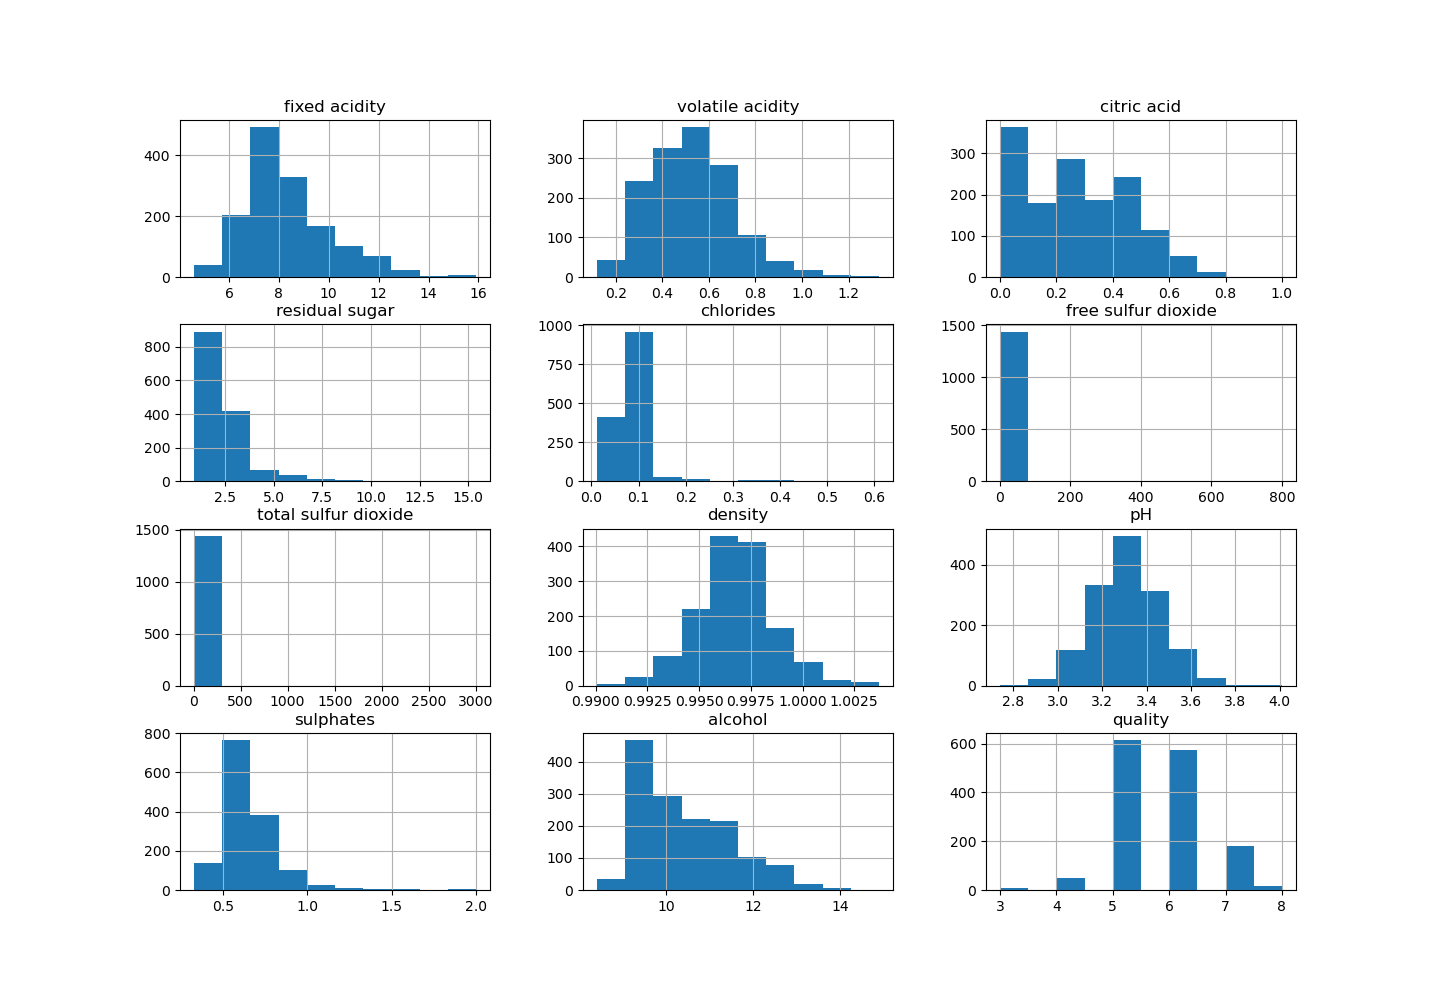 fixed acidity
400
200
0
6 8 10 12 14 16
volatile acidity
300
200
100
0
0.2 0.4 0.6 0.8 1.0 1.2
citric acid
300
200
100
0
0.0 0.2 0.4 0.6 0.8 1.0
residual sugar
800
600
400
200
0
2.5 5.0 7.5 10.0 12.5 15.0
chlorides
1000
750
500
250
0
0.0 0.1 0.2 0.3 0.4 0.5 0.6
free sulfur dioxide
1500
1000
500
0
0 200 400 600 800
total sulfur dioxide
1500
1000
500
0
0 500 1000 1500 2000 2500 3000
density
400
300
200
100
0
0.9900 0.9925 0.9950 0.9975 1.0000 1.0025
pH
400
200
0
2.8 3.0 3.2 3.4 3.6 3.8 4.0
sulphates
800
600
400
200
0
0.5 1.0 1.5 2.0
alcohol
400
300
200
100
0
10 12 14
quality
600
400
200
0
3 4 5 6 7 8